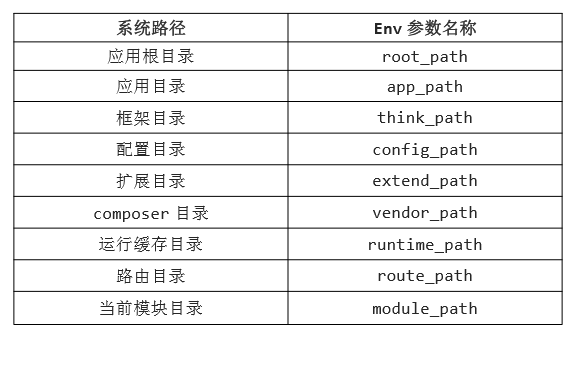 系统路径 Env 参数名称
应用根目录 root_path
应用目录 app_path
框架目录 think_path
配置目录 config_path
扩展目录 extend_path
composer 目录 vendor_path
运行缓存目录 runtime_path
路由目录 route_path
当前模块目录 module_path